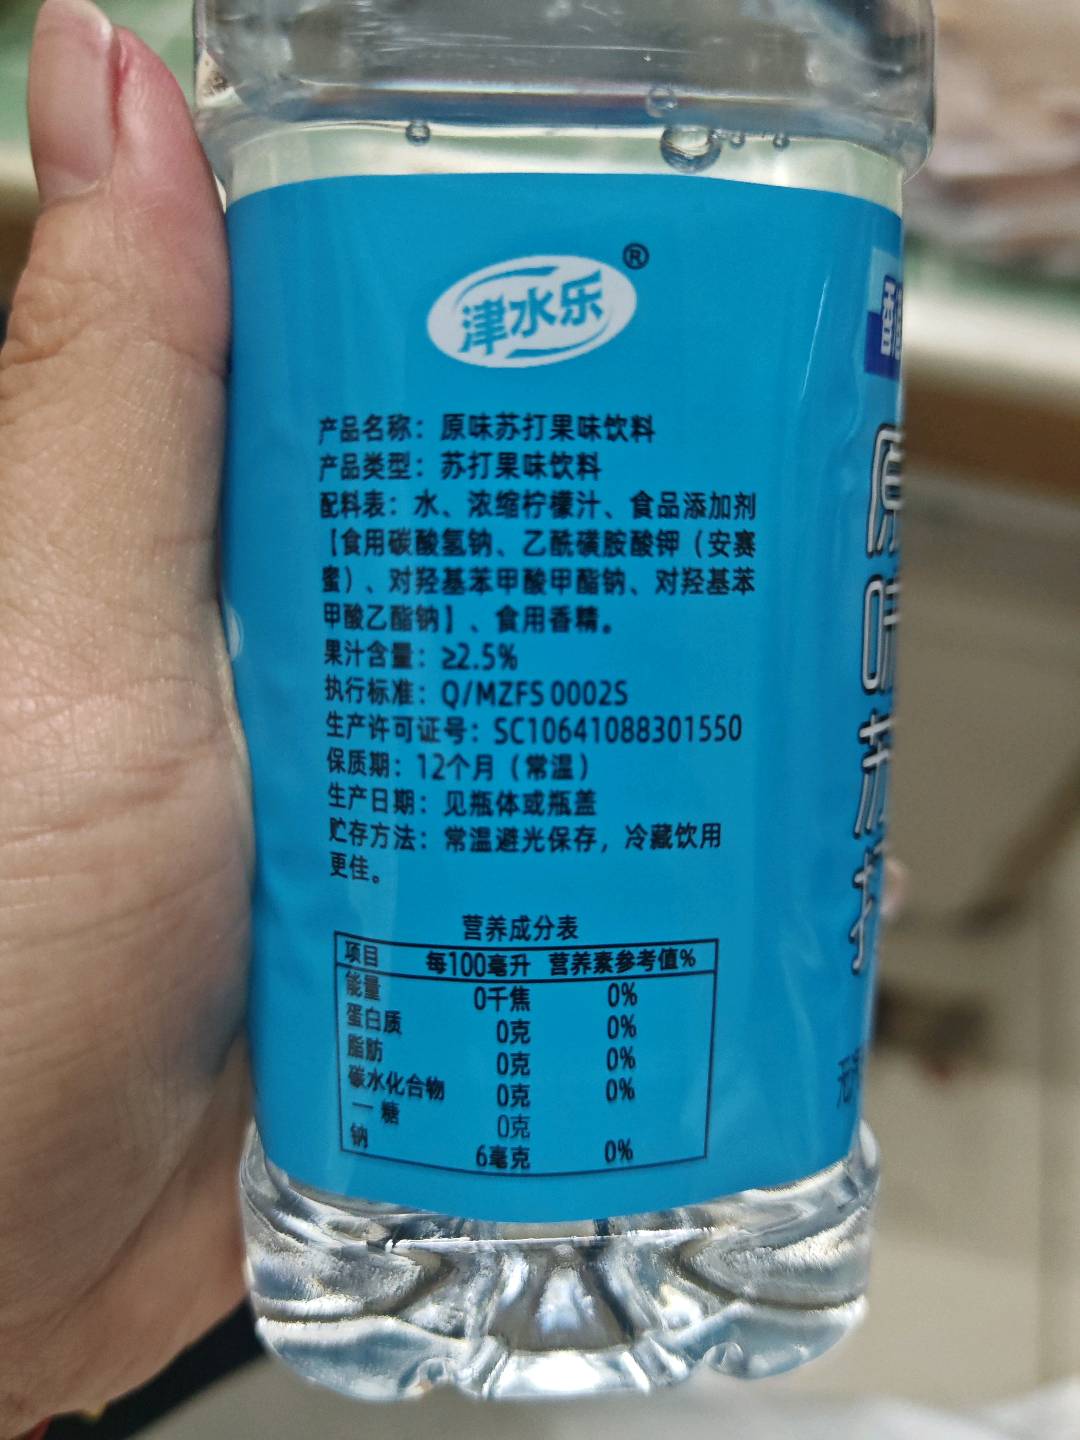 津水乐®
产品名称：原味苏打果味饮料
产品类型：苏打果味饮料
配料表：水、浓缩柠檬汁、食品添加剂
【食用碳酸氢钠、乙酰磺胺酸钾（安赛
蜜）、对羟基苯甲酸甲酯钠、对羟基苯
甲酸乙酯钠】、食用香精。
果汁含量：≥2.5%
执行标准：Q/MZFS 0002S
生产许可证号：SC10641088301550
保质期：12个月（常温）
生产日期：见瓶体或瓶盖
贮存方法：常温避光保存，冷藏饮用
更佳。
营养成分表
项目 每100毫升 营养素参考值%
能量 0千焦 0%
蛋白质 0克 0%
脂肪 0克 0%
碳水化合物 0克 0%
一 糖 0克
钠 6毫克 0%
原味苏打